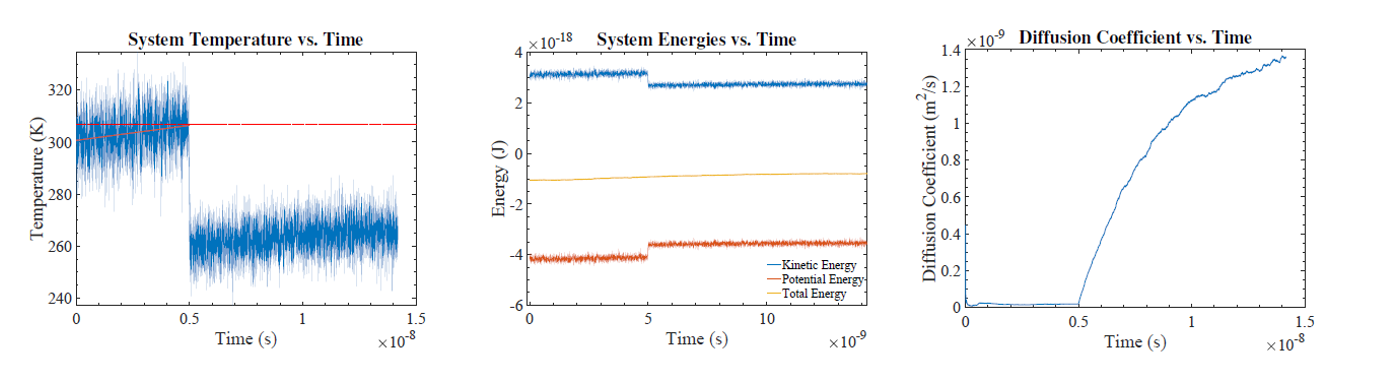 System Temperature vs. Time
320
300
280
260
240
Temperature (K)
0
0.5
1
1.5
Time (s)
×10-8
×10-18
System Energies vs. Time
4
2
0
-2
-4
-6
Energy (J)
Kinetic Energy
Potential Energy
Total Energy
0
5
10
Time (s)
×10-9
×10-9
Diffusion Coefficient vs. Time
1.4
1.2
1
0.8
0.6
0.4
0.2
0
Diffusion Coefficient (m2/s)
0
0.5
1
1.5
Time (s)
×10-8